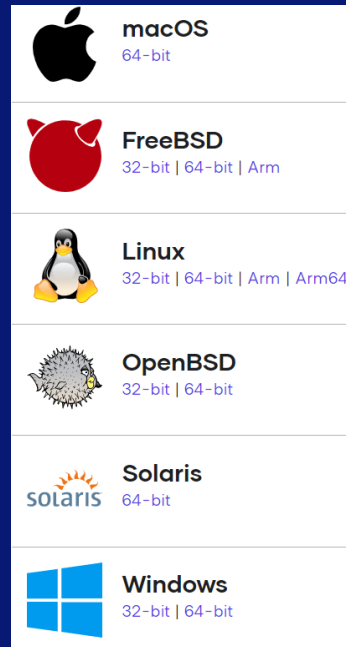 macOS
64-bit
FreeBSD
32-bit | 64-bit | Arm
Linux
32-bit | 64-bit | Arm | Arm64
OpenBSD
32-bit | 64-bit
solaris
Solaris
64-bit
Windows
32-bit | 64-bit